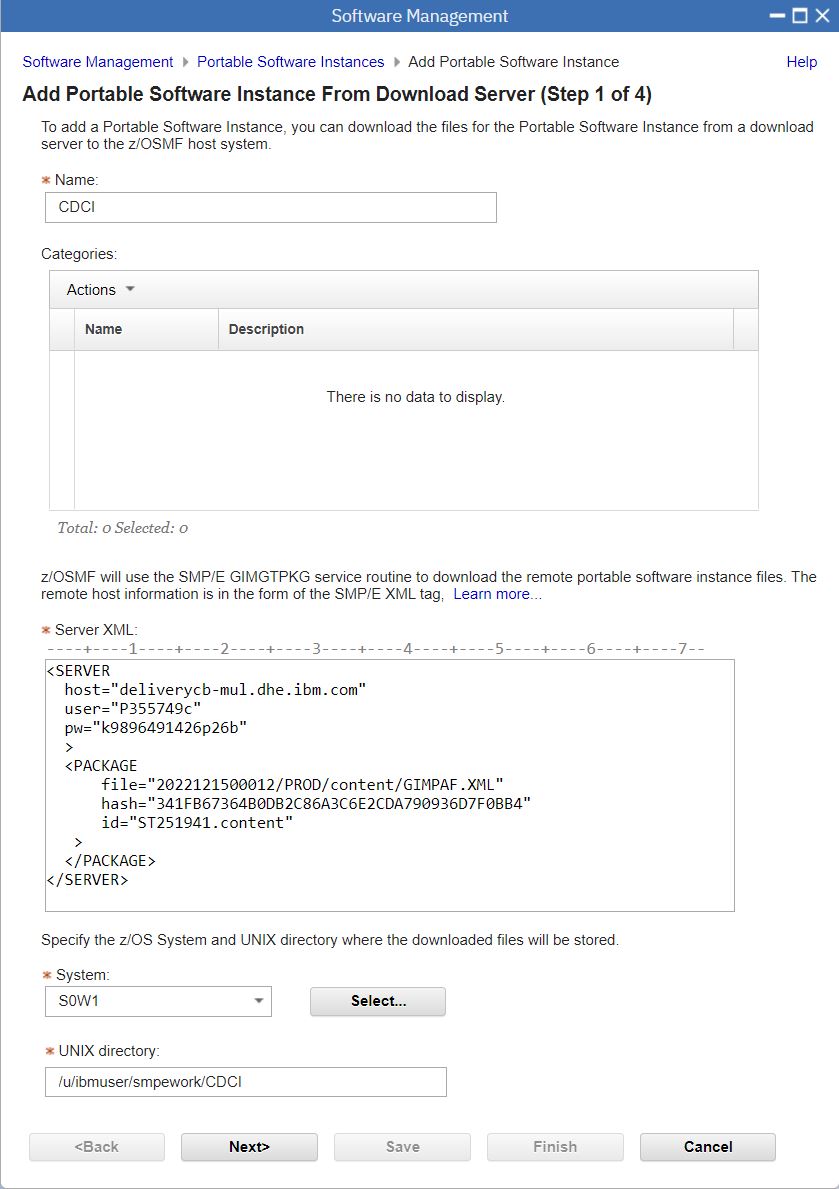 Software Management
Software Management Portable Software Instances Add Portable Software Instance Help
Add Portable Software Instance From Download Server (Step 1 of 4)
To add a Portable Software Instance, you can download the files for the Portable Software Instance from a download
server to the z/OSMF host system.
* Name:
CDCI
Categories:
Actions
Name Description
There is no data to display.
Total: 0 Selected: 0
z/OSMF will use the SMP/E GIMGTPKG service routine to download the remote portable software instance files. The
remote host information is in the form of the SMP/E XML tag, Learn more...
* Server XML:
----+----1----+----2----+----3----+----4----+----5----+----6----+----7--
<SERVER
  host="deliverycb-mul.dhe.ibm.com"
  user="P355749c"
  pw="k9896491426p26b"
  >
  <PACKAGE
      file="2022121500012/PROD/content/GIMPAF.XML"
      hash="341FB67364B0DB2C86A3C6E2CDA790936D7F0BB4"
      id="ST251941.content"
   >
  </PACKAGE>
</SERVER>
Specify the z/OS System and UNIX directory where the downloaded files will be stored.
* System:
S0W1 Select...
* UNIX directory:
/u/ibmuser/smpework/CDCI
<Back Next> Save Finish Cancel